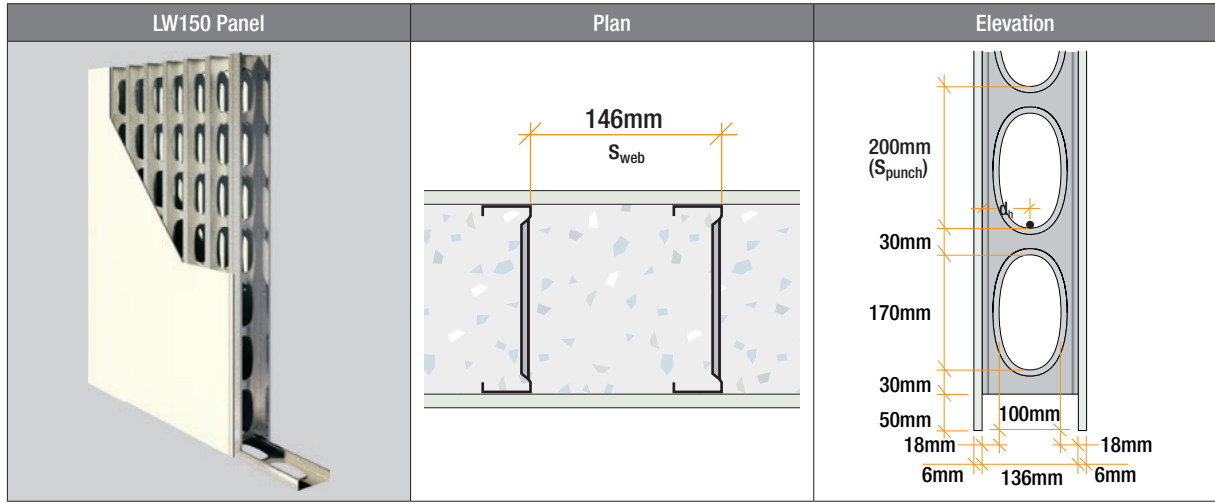 LW150 Panel
Plan
Elevation
146mm
Sweb
200mm
(Spunch)
dh
30mm
170mm
30mm
50mm
100mm
18mm
18mm
6mm
136mm
6mm